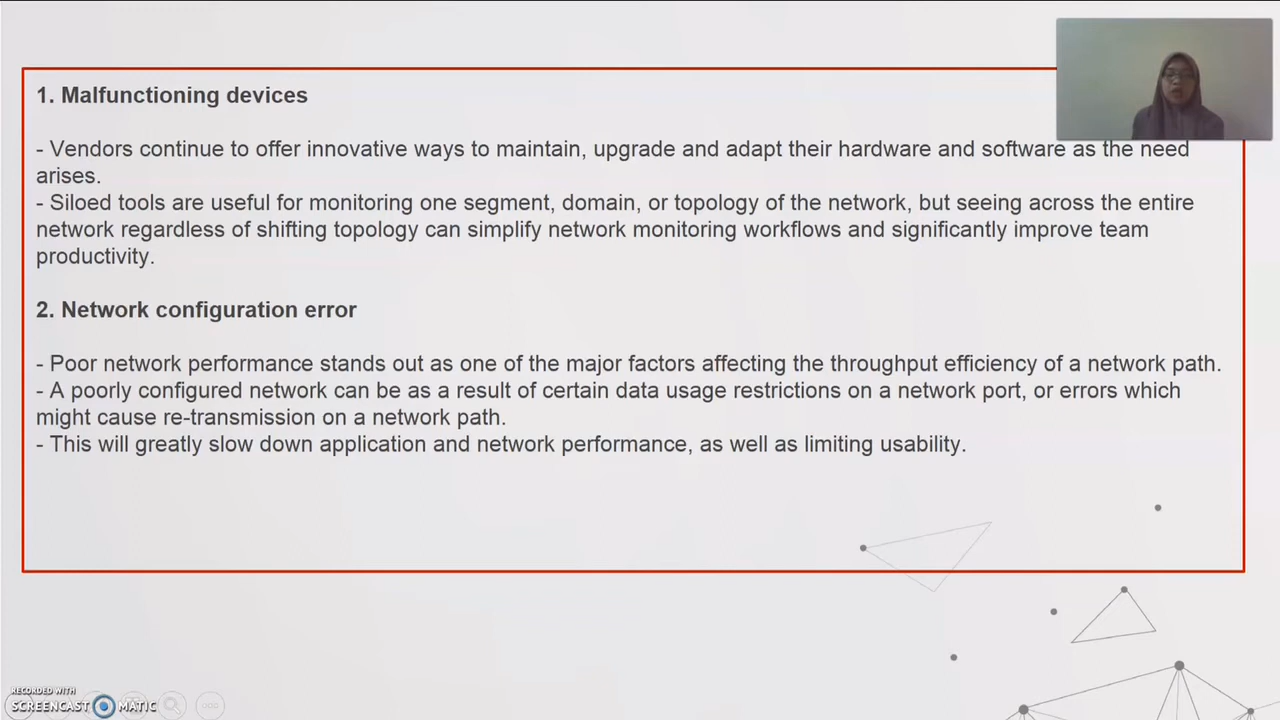 1. Malfunctioning devices
- Vendors continue to offer innovative ways to maintain, upgrade and adapt their hardware and software as the need
arises.
- Siloed tools are useful for monitoring one segment, domain, or topology of the network, but seeing across the entire
network regardless of shifting topology can simplify network monitoring workflows and significantly improve team
productivity.
2. Network configuration error
- Poor network performance stands out as one of the major factors affecting the throughput efficiency of a network path.
- A poorly configured network can be as a result of certain data usage restrictions on a network port, or errors which
might cause re-transmission on a network path.
- This will greatly slow down application and network performance, as well as limiting usability.
RECORDED WITH
SCREENCAST MATIC